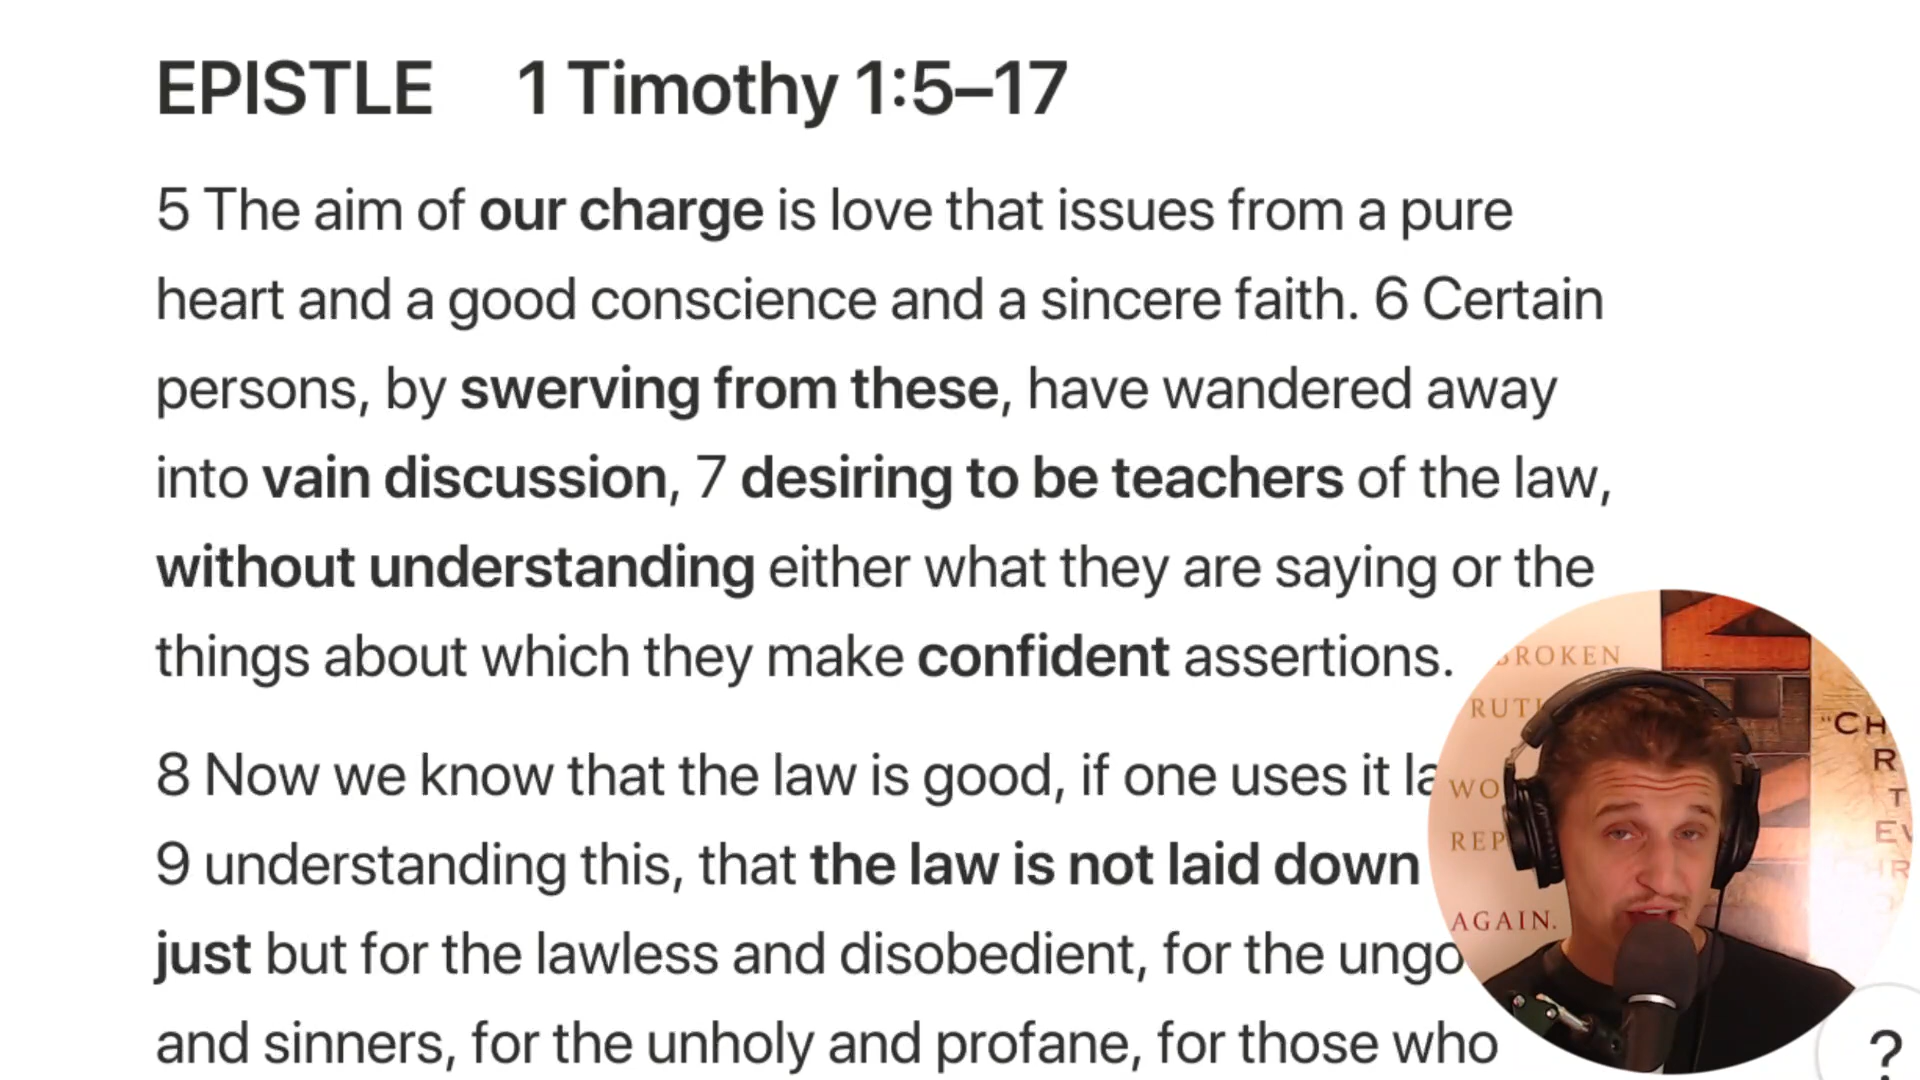 EPISTLE 1 Timothy 1:5–17
5 The aim of our charge is love that issues from a pure
heart and a good conscience and a sincere faith. 6 Certain
persons, by swerving from these, have wandered away
into vain discussion, 7 desiring to be teachers of the law,
without understanding either what they are saying or the
things about which they make confident assertions.
8 Now we know that the law is good, if one uses it
9 understanding this, that the law is not laid down
just but for the lawless and disobedient, for the
and sinners, for the unholy and profane, for those who
AGAIN.
?